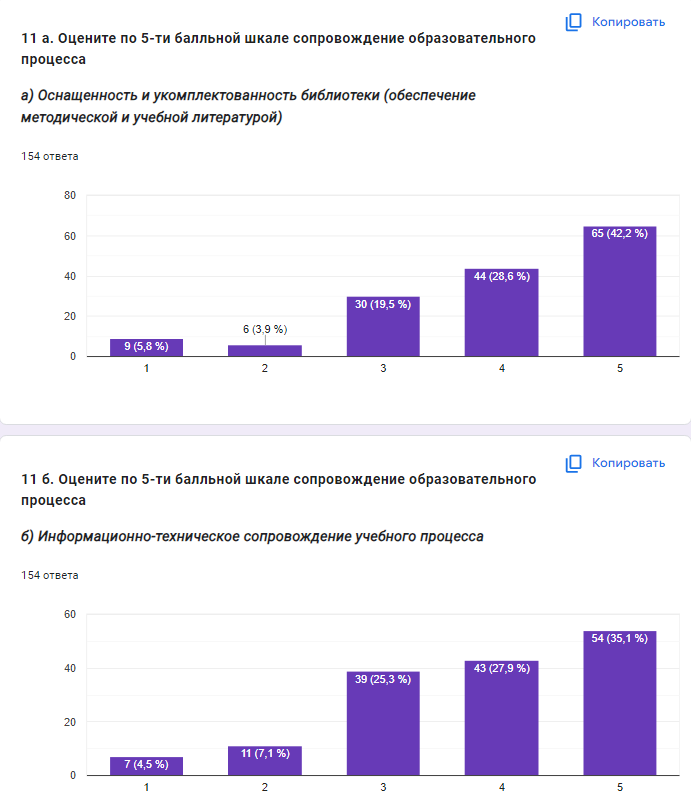 Копировать
11 а. Оцените по 5-ти балльной шкале сопровождение образовательного
процесса
а) Оснащенность и укомплектованность библиотеки (обеспечение
методической и учебной литературой)
154 ответа
80
60
40
20
0
9 (5,8 %)
6 (3,9 %)
30 (19,5 %)
44 (28,6 %)
65 (42,2 %)
1
2
3
4
5
Копировать
11 б. Оцените по 5-ти балльной шкале сопровождение образовательного
процесса
б) Информационно-техническое сопровождение учебного процесса
154 ответа
60
40
20
0
7 (4,5 %)
11 (7,1 %)
39 (25,3 %)
43 (27,9 %)
54 (35,1 %)
1
2
3
4
5